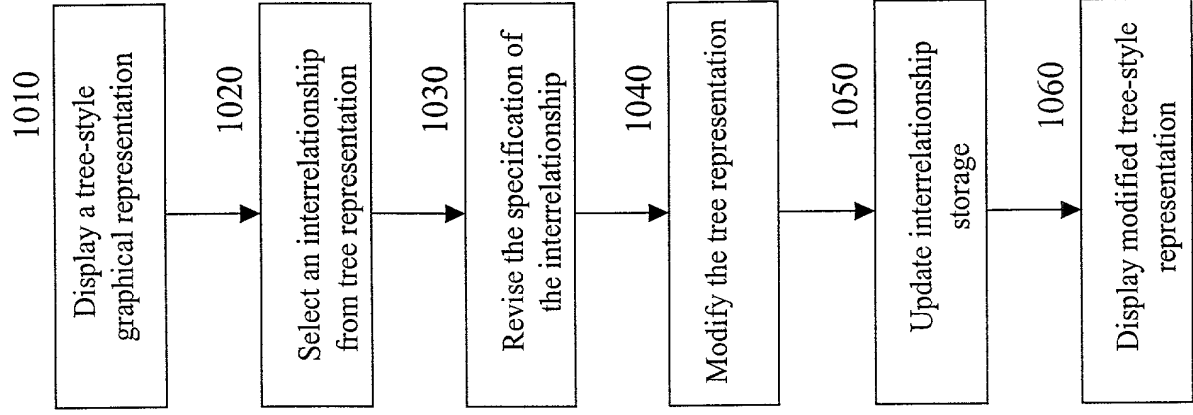 1010
Display a tree-style
graphical representation
1020
Select an interrelationship
from tree representation
1030
Revise the specification of
the interrelationship
1040
Modify the tree representation
1050
Update interrelationship
storage
1060
Display modified tree-style
representation